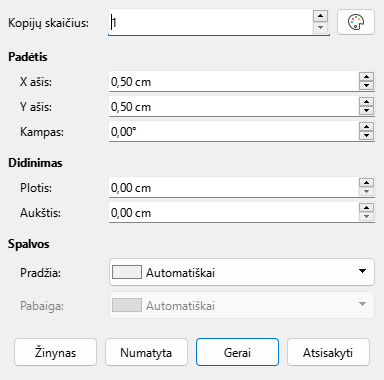 Kopijų skaičius: 1
Padėtis
X ašis: 0,50 cm
Y ašis: 0,50 cm
Kampas: 0,00°
Didinimas
Plotis: 0,00 cm
Aukštis: 0,00 cm
Spalvos
Pradžia: Automatiškai
Pabaiga: Automatiškai
Žinynas Numatyta Gerai Atsisakyti